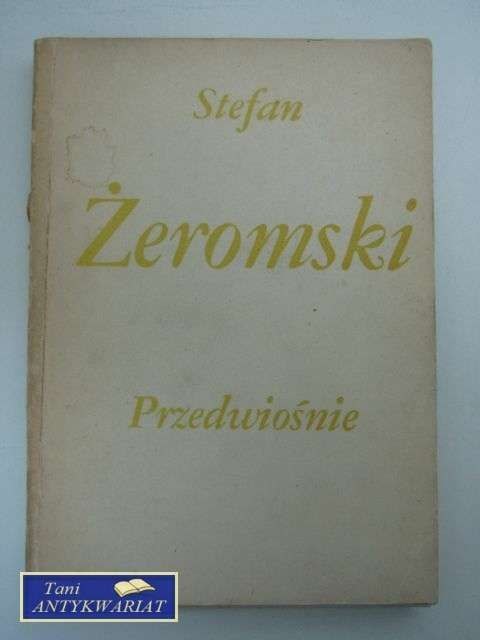 Stefan
Żeromski
Przedwiośnie
Tani
ANTYKWARIAT